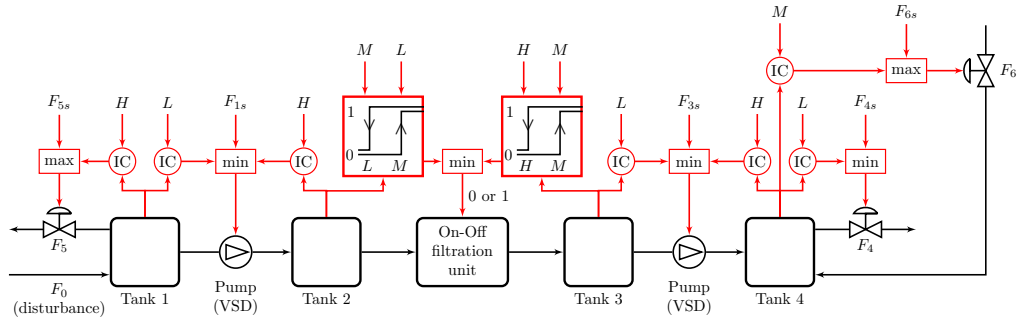 M
F6s
M
L
H
M
F6
IC
max
F5s
H
L
F1s
H
1
0
L
M
1
0
H
M
L
F3s
H
L
F4s
max
IC
IC
min
IC
min
IC
min
IC
IC
min
0 or 1
F5
On-Off
filtration
unit
F4
F0
(disturbance)
Tank 1
Pump
(VSD)
Tank 2
Tank 3
Pump
(VSD)
Tank 4